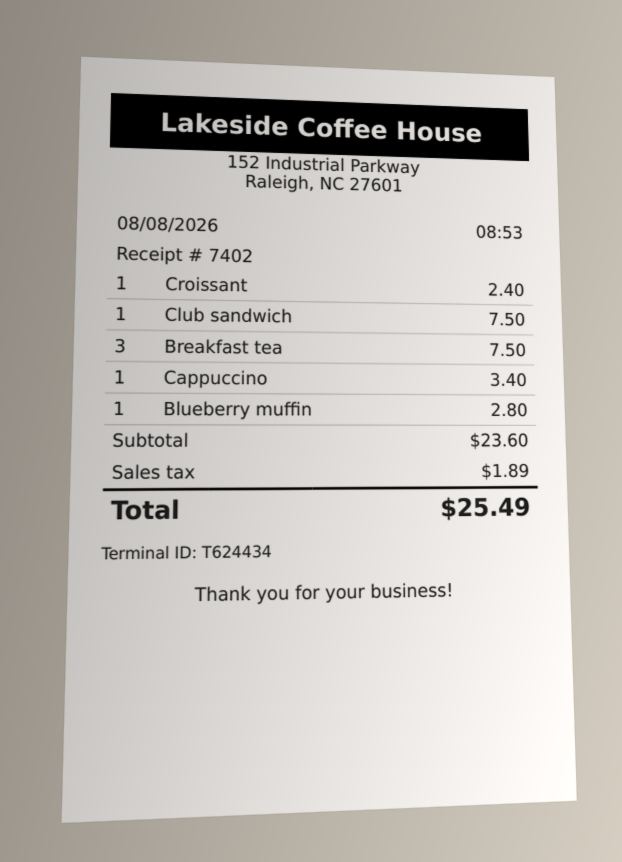 Lakeside Coffee House
152 Industrial Parkway
Raleigh, NC 27601
08/08/2026 08:53
Receipt # 7402
1 Croissant 2.40
1 Club sandwich 7.50
3 Breakfast tea 7.50
1 Cappuccino 3.40
1 Blueberry muffin 2.80
Subtotal $23.60
Sales tax $1.89
Total $25.49
Terminal ID: T624434
Thank you for your business!